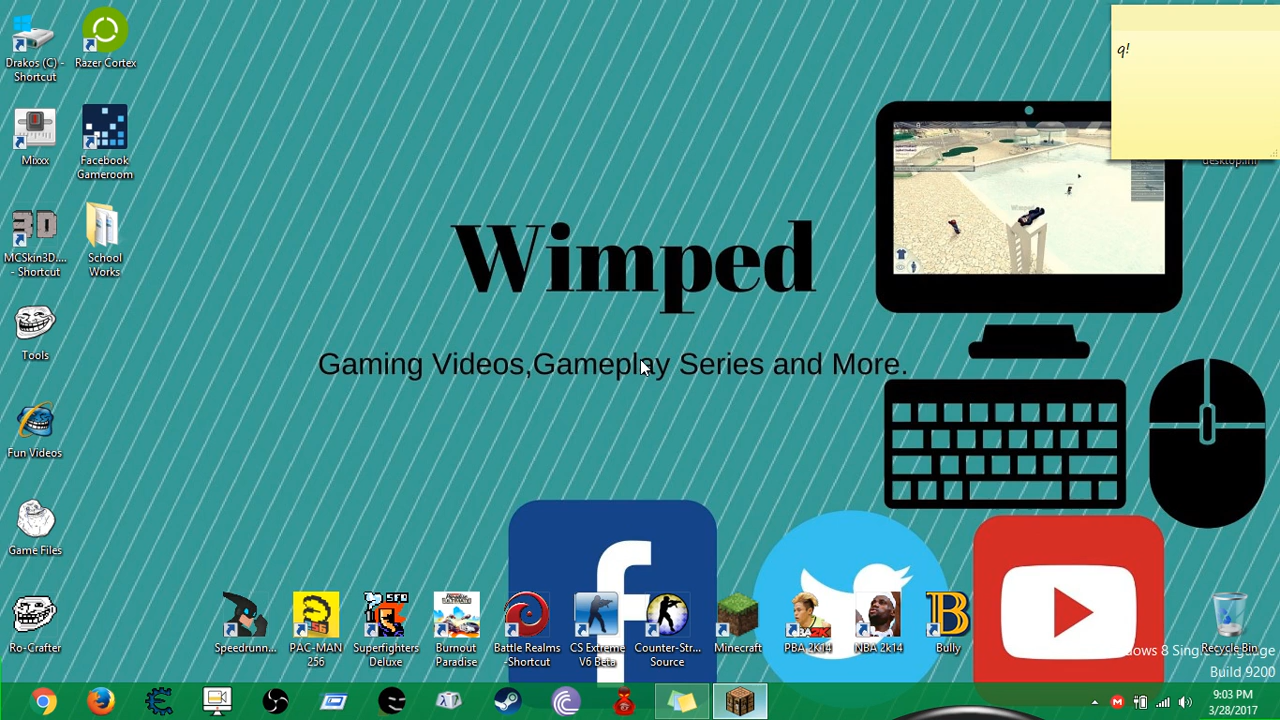 Drakos (C) -
Shortcut
Razer Cortex
q!
Mixxx
Facebook
Gameroom
desktop.ini
MCSkin3D....
- Shortcut
School
Works
Wimped
Gaming Videos,Gameplay Series and More.
Tools
Fun Videos
Game Files
Ro-Crafter
Speedrunn...
PAC-MAN
256
Superfighters
Deluxe
Burnout
Paradise
Battle Realms
-Shortcut
CS Extreme
V6 Beta
Counter-Str...
Source
Minecraft
PBA 2k14
NBA 2k14
Bully
Recycle Bin
Build 9200
9:03 PM
3/28/2017